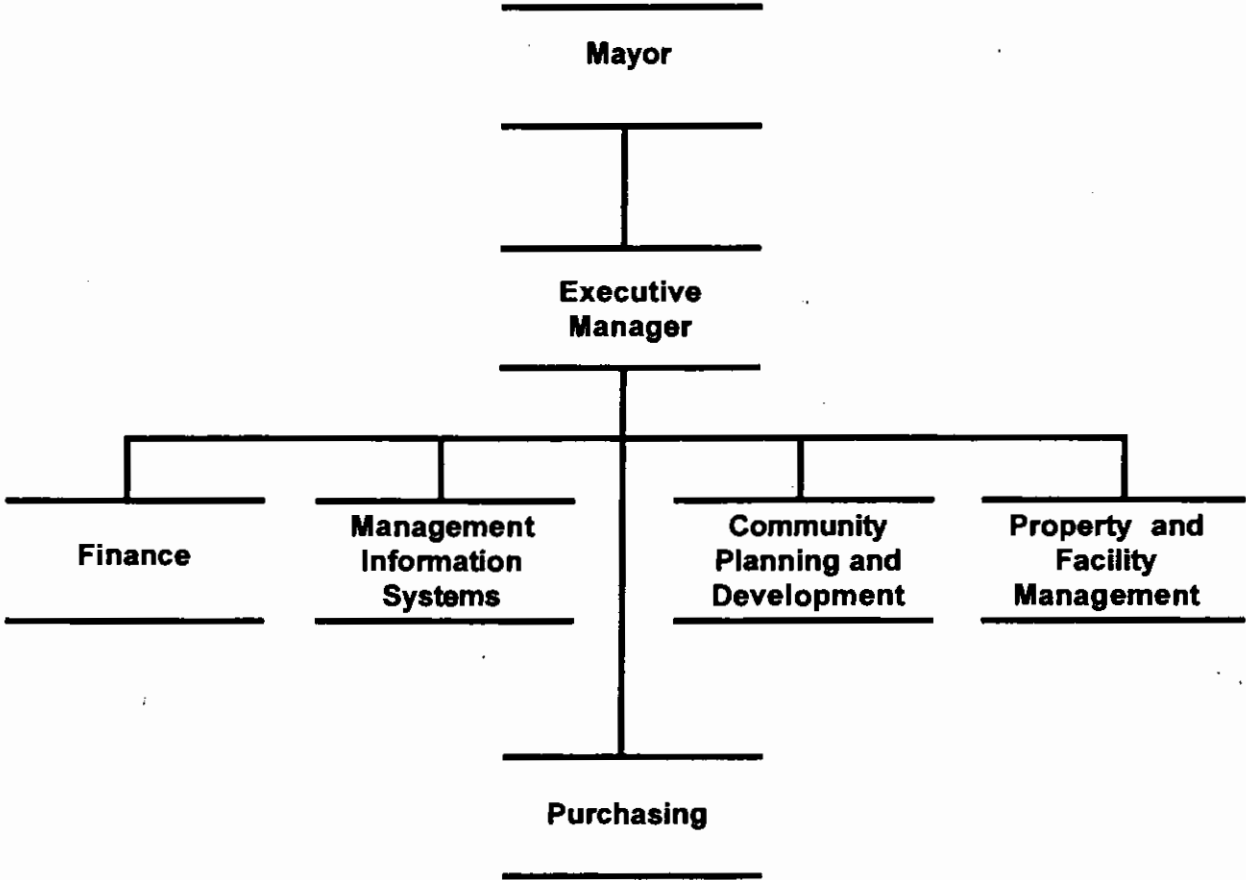 Mayor
Executive
Manager
Finance
Management
Information
Systems
Community
Planning and
Development
Property and
Facility
Management
Purchasing